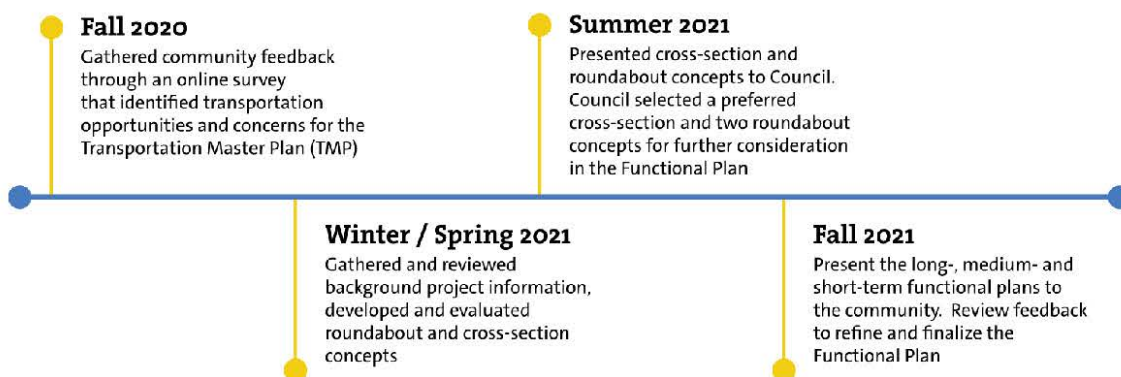 Fall 2020
Gathered community feedback
through an online survey
that identified transportation
opportunities and concerns for the
Transportation Master Plan (TMP)
Summer 2021
Presented cross-section and
roundabout concepts to Council.
Council selected a preferred
cross-section and two roundabout
concepts for further consideration
in the Functional Plan
Winter / Spring 2021
Gathered and reviewed
background project information,
developed and evaluated
roundabout and cross-section
concepts
Fall 2021
Present the long-, medium- and
short-term functional plans to
the community. Review feedback
to refine and finalize the
Functional Plan